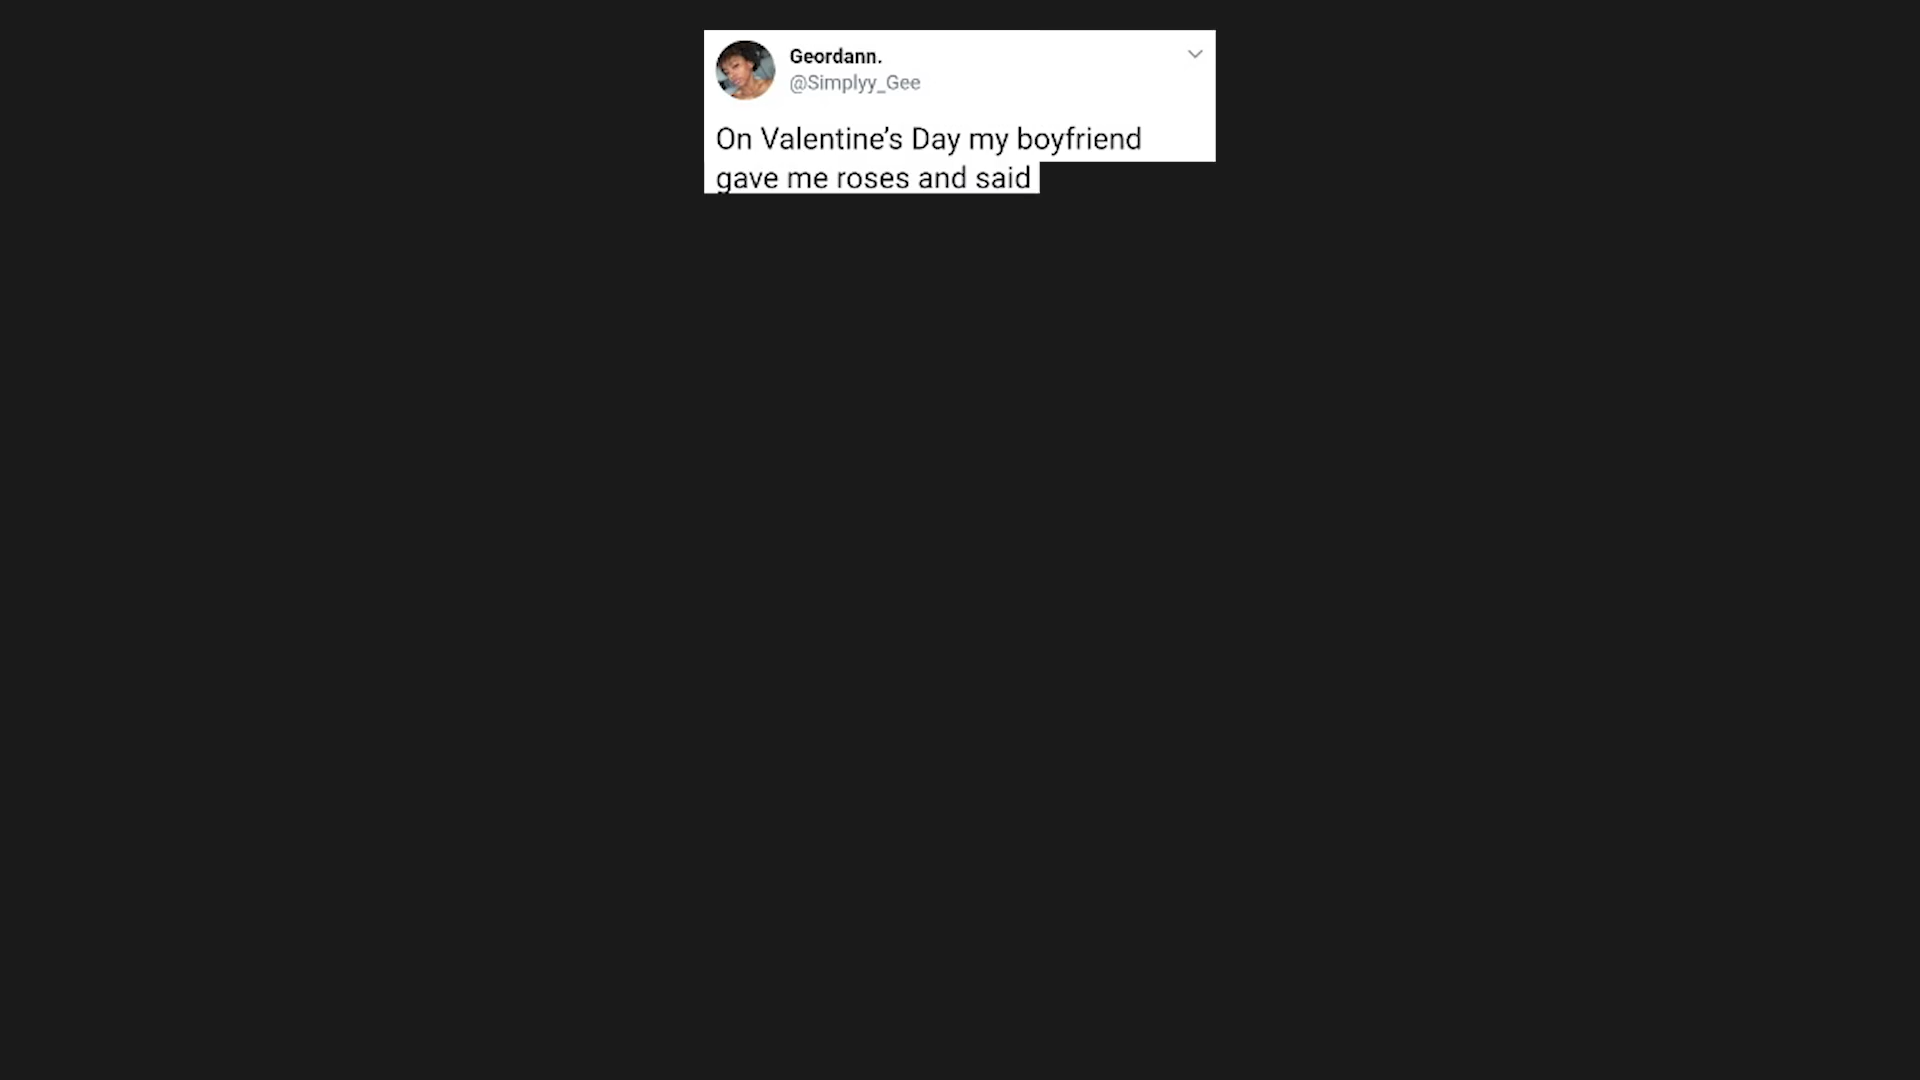 Geordann.
@Simplyy_Gee
On Valentine’s Day my boyfriend
gave me roses and said